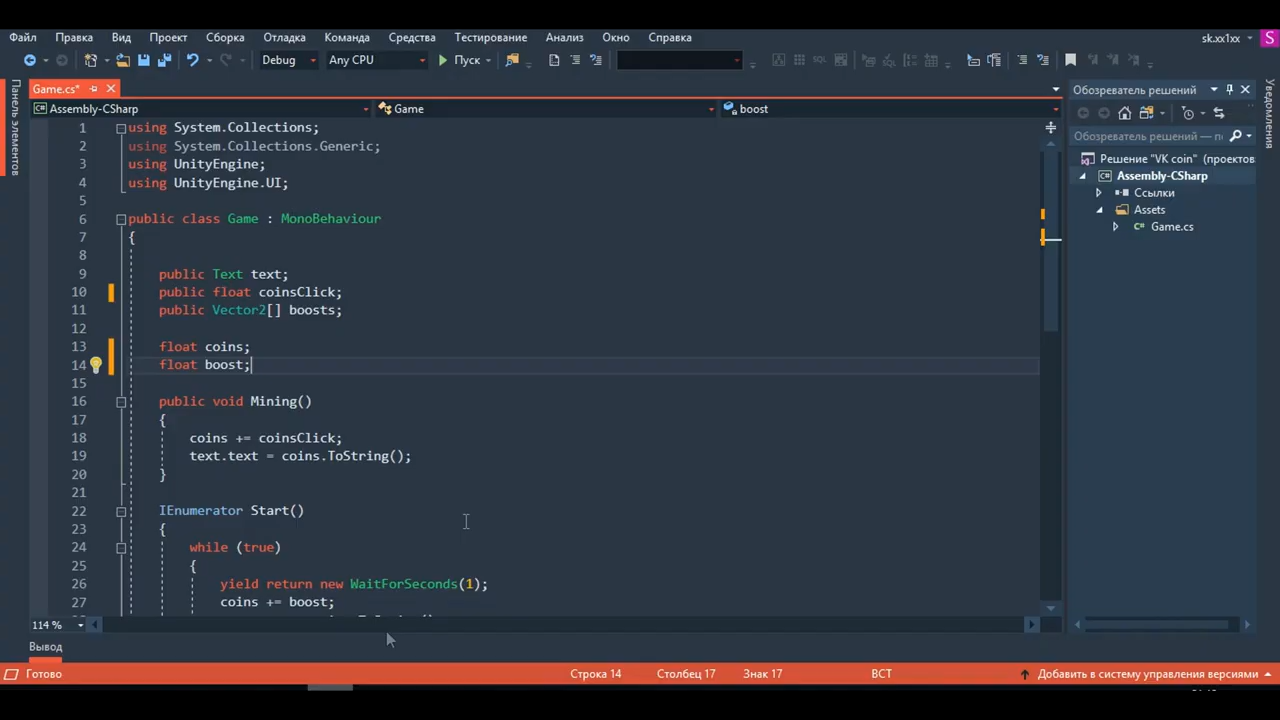 Файл Правка Вид Проект Сборка Отладка Команда Средства Тестирование Анализ Окно Справка sk.xx1xx S
Debug Any CPU Пуск
Панель элементов
Game.cs*
Assembly-CSharp Game boost
1 using System.Collections;
2 using System.Collections.Generic;
3 using UnityEngine;
4 using UnityEngine.UI;
5
6 public class Game : MonoBehaviour
7 {
8
9 public Text text;
10 public float coinsClick;
11 public Vector2[] boosts;
12
13 float coins;
14 float boost;
15
16 public void Mining()
17 {
18 coins += coinsClick;
19 text.text = coins.ToString();
20 }
21
22 IEnumerator Start()
23 {
24 while (true)
25 {
26 yield return new WaitForSeconds(1);
27 coins += boost;
114 %
Обозреватель решений
Обозреватель решений — п
Решение "VK coin" (проектов
Assembly-CSharp
Ссылки
Assets
C# Game.cs
Уведомления
Вывод
Готово Строка 14 Столбец 17 Знак 17 ВСТ Добавить в систему управления версиями